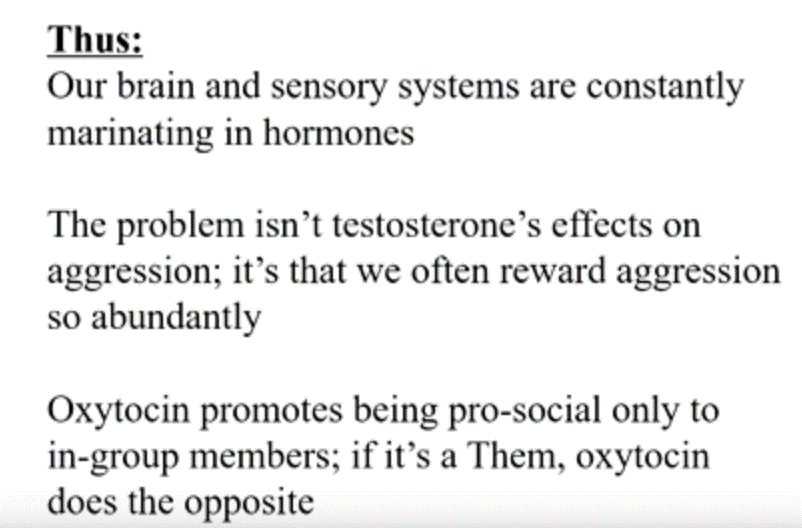 Thus:
Our brain and sensory systems are constantly
marinating in hormones
The problem isn’t testosterone’s effects on
aggression; it’s that we often reward aggression
so abundantly
Oxytocin promotes being pro-social only to
in-group members; if it’s a Them, oxytocin
does the opposite